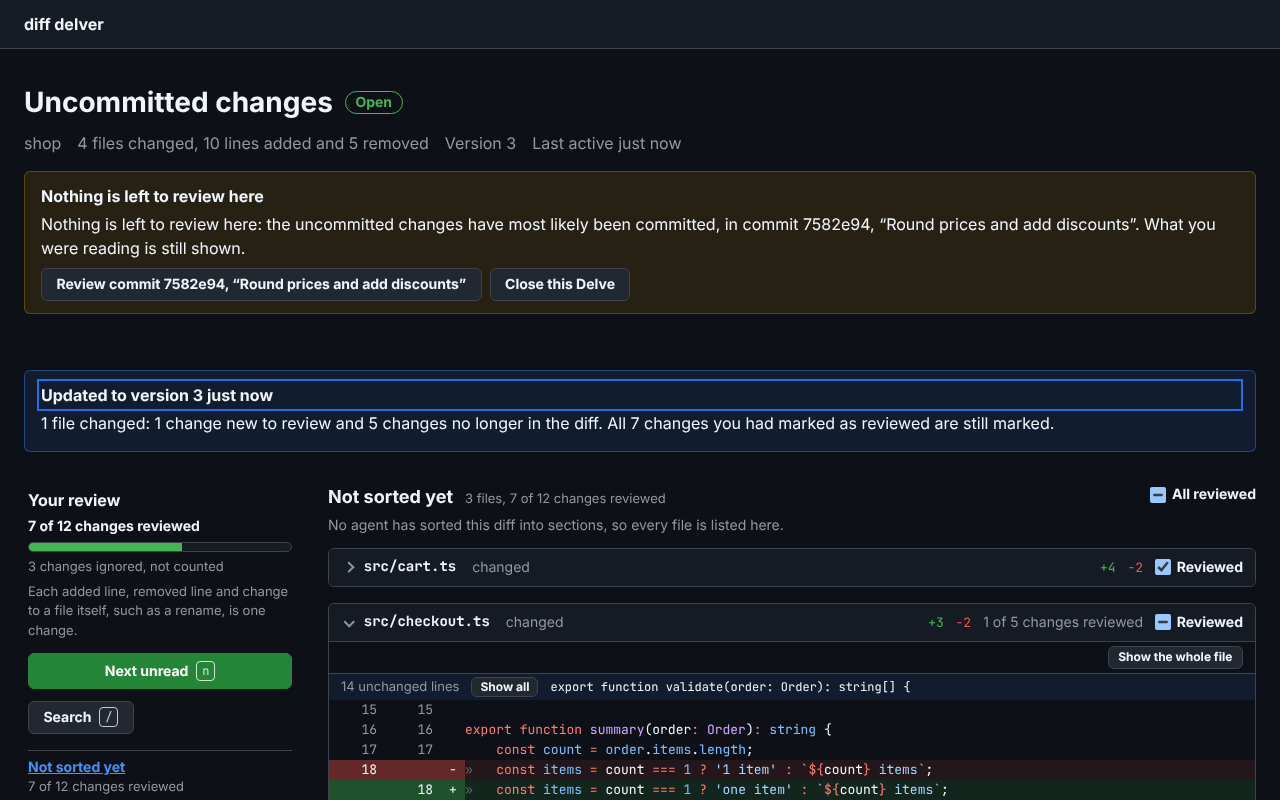 diff delver
Uncommitted changes Open
shop 4 files changed, 10 lines added and 5 removed Version 3 Last active just now
Nothing is left to review here
Nothing is left to review here: the uncommitted changes have most likely been committed, in commit 7582e94, “Round prices and add discounts”. What you
were reading is still shown.
Review commit 7582e94, “Round prices and add discounts” Close this Delve
Updated to version 3 just now
1 file changed: 1 change new to review and 5 changes no longer in the diff. All 7 changes you had marked as reviewed are still marked.
Your review
7 of 12 changes reviewed
3 changes ignored, not counted
Each added line, removed line and change
to a file itself, such as a rename, is one
change.
Next unread n
Search /
Not sorted yet
7 of 12 changes reviewed
Not sorted yet 3 files, 7 of 12 changes reviewed All reviewed
No agent has sorted this diff into sections, so every file is listed here.
src/cart.ts changed +4 -2 Reviewed
src/checkout.ts changed +3 -2 1 of 5 changes reviewed Reviewed
Show the whole file
14 unchanged lines Show all export function validate(order: Order): string[] {
15 15
16 16 export function summary(order: Order): string {
17 17 const count = order.items.length;
18 - » const items = count === 1 ? '1 item' : `${count} items`;
18 + » const items = count === 1 ? 'one item' : `${count} items`;